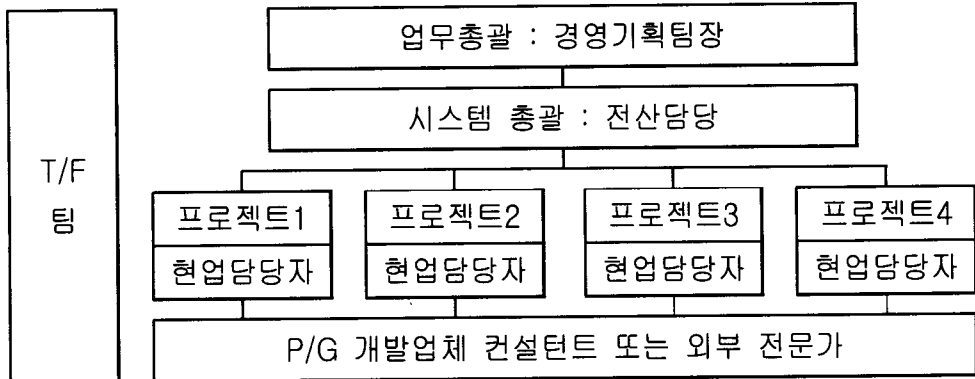 업무총괄 : 경영기획팀장
시스템 총괄 : 전산담당
T/F
팀
프로젝트1 프로젝트2 프로젝트3 프로젝트4
현업담당자 현업담당자 현업담당자 현업담당자
P/G 개발업체 컨설턴트 또는 외부 전문가